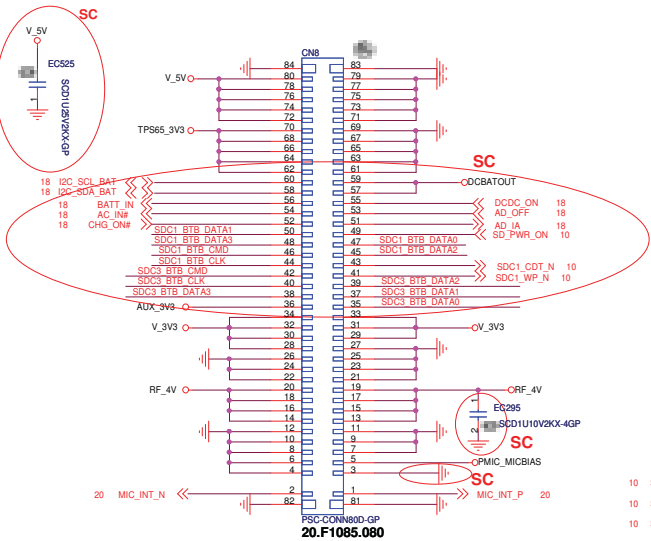 SC
V_5V
EC525
SCD1U25V2KX-GP
1
CN8
84 83
V_5V 80 79
78 77
76 75
74 73
72 71
TPS65_3V3 70 69
68 67
66 65
64 63 SC
62 61
18 I2C_SCL_BAT 60 59 DCBATOUT
18 I2C_SDA_BAT 58 57
18 BATT_IN 56 55 DCDC_ON 18
18 AC_IN# 54 53 AD_OFF 18
18 CHG_ON# 52 51 AD_IA 18
SDC1_BTB_DATA1 50 49 SD_PWR_ON 10
SDC1_BTB_DATA3 48 47 SDC1_BTB_DATA0
SDC1_BTB_CMD 46 45 SDC1_BTB_DATA2
SDC1_BTB_CLK 44 43 SDC1_CDT_N 10
SDC3_BTB_CMD 42 41 SDC1_WP_N 10
SDC3_BTB_CLK 40 39 SDC3_BTB_DATA2
SDC3_BTB_DATA3 38 37 SDC3_BTB_DATA1
AUX_3V3 36 35 SDC3_BTB_DATA0
34 33
V_3V3 32 31 V_3V3
30 29
28 27
26 25
24 23
22 21
RF_4V 20 19 RF_4V
18 17
16 15
14 13
1 EC295
SCD1U10V2KX-4GP
2
SC
12 11
10 9
8 7
6 5 PMIC_MICBIAS
4 3 SC
20 MIC_INT_N 2 1 MIC_INT_P 20
82 81
10
10
10
PSC-CONN80D-GP
20.F1085.080